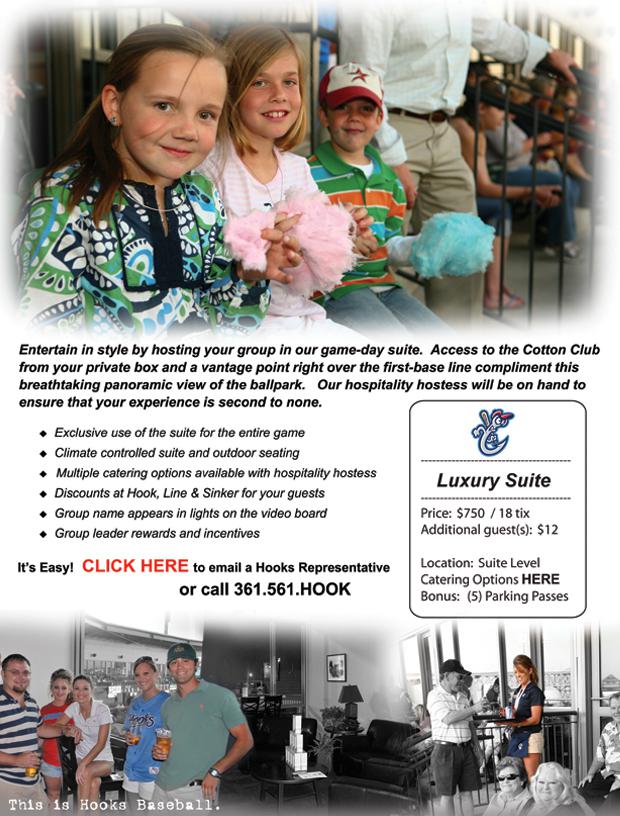 Entertain in style by hosting your group in our game-day suite.  Access to the Cotton Club
from your private box and a vantage point right over the first-base line compliment this
breathtaking panoramic view of the ballpark.   Our hospitality hostess will be on hand to
ensure that your experience is second to none.
◆ Exclusive use of the suite for the entire game
◆ Climate controlled suite and outdoor seating
◆ Multiple catering options available with hospitality hostess
◆ Discounts at Hook, Line & Sinker for your guests
◆ Group name appears in lights on the video board
◆ Group leader rewards and incentives
It's Easy!  CLICK HERE to email a Hooks Representative
or call 361.561.HOOK
Luxury Suite
Price:  $750  / 18 tix
Additional guest(s):  $12
Location:  Suite Level
Catering Options HERE
Bonus:  (5) Parking Passes
Hooks
This is Hooks Baseball.